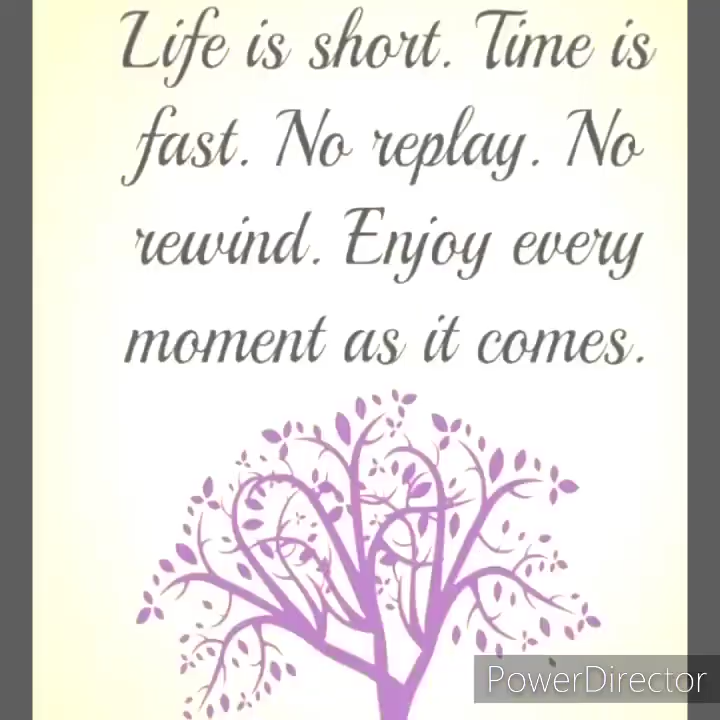 Life is short. Time is
fast. No replay. No
rewind. Enjoy every
moment as it comes.
PowerDirector